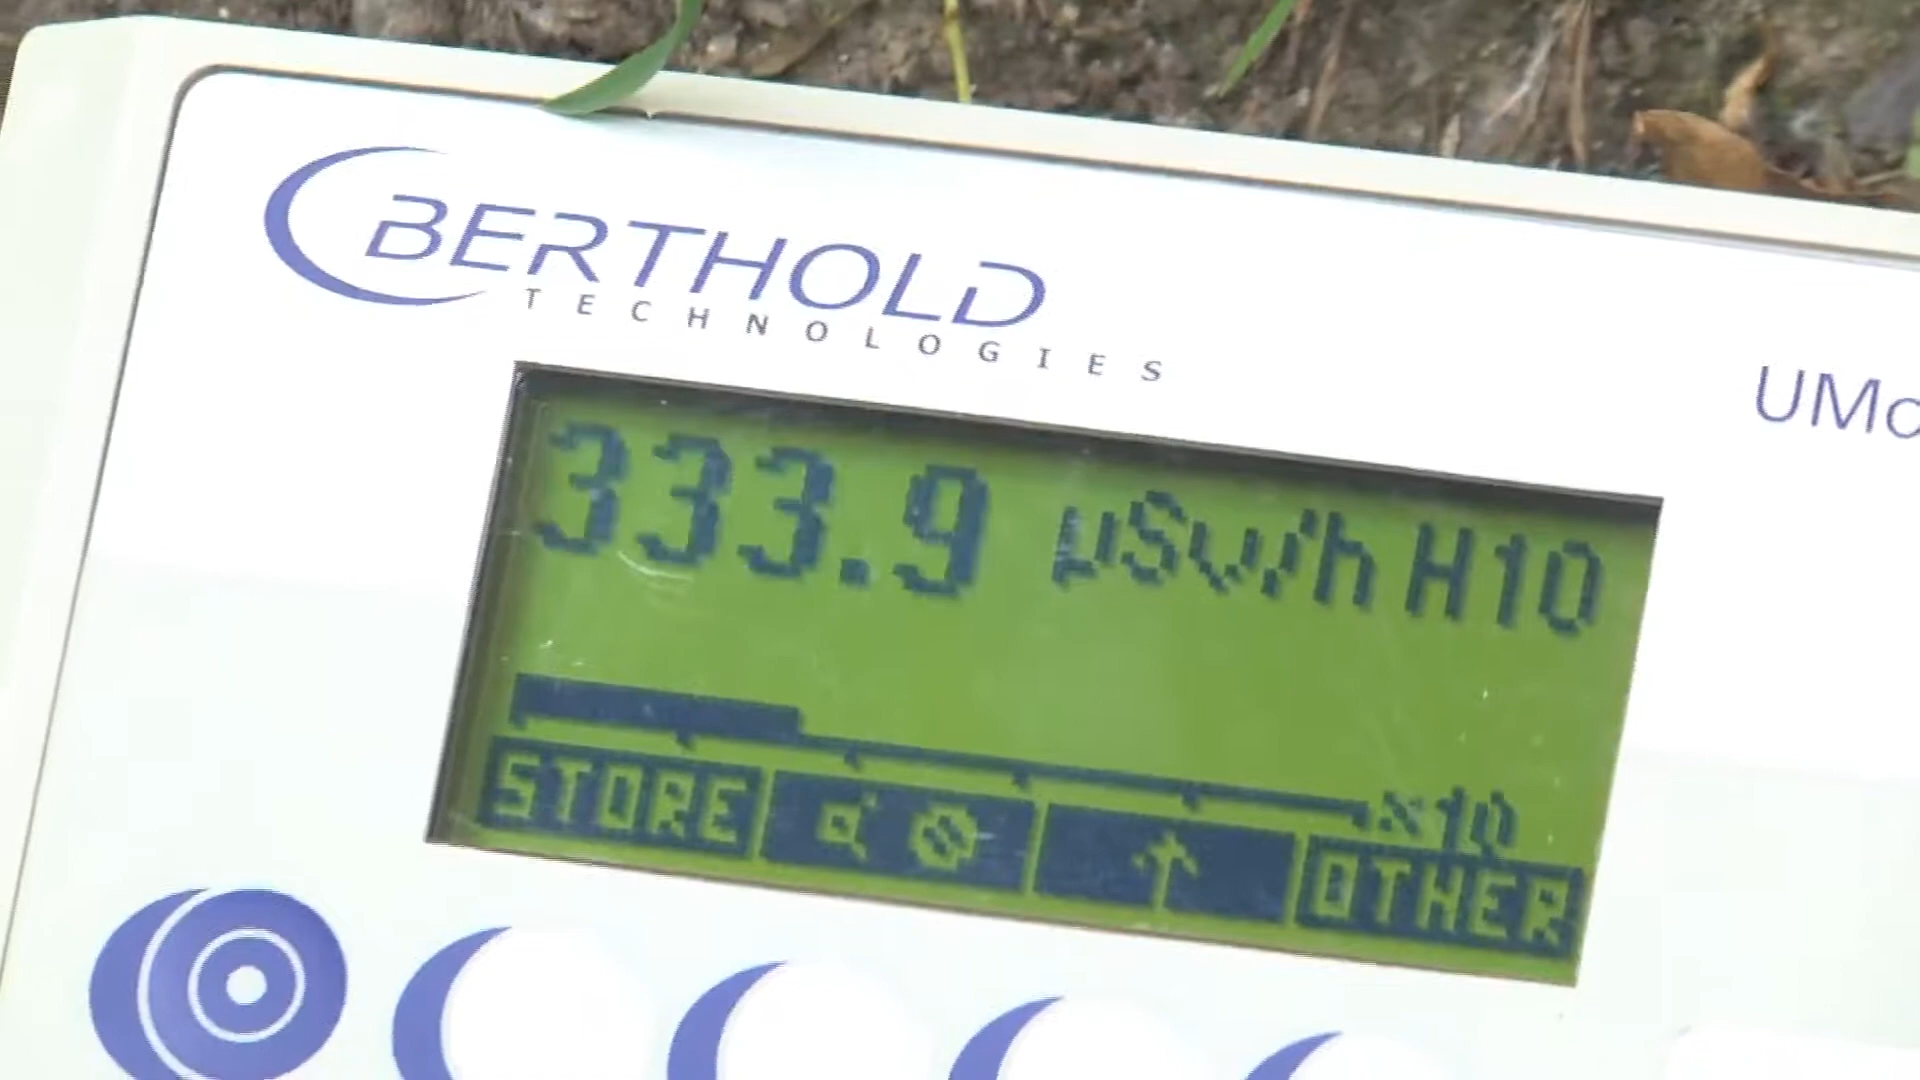 BERTHOLD
TECHNOLOGIES
UMo
333.9 µSv/h H10
x10
STORE
OTHER